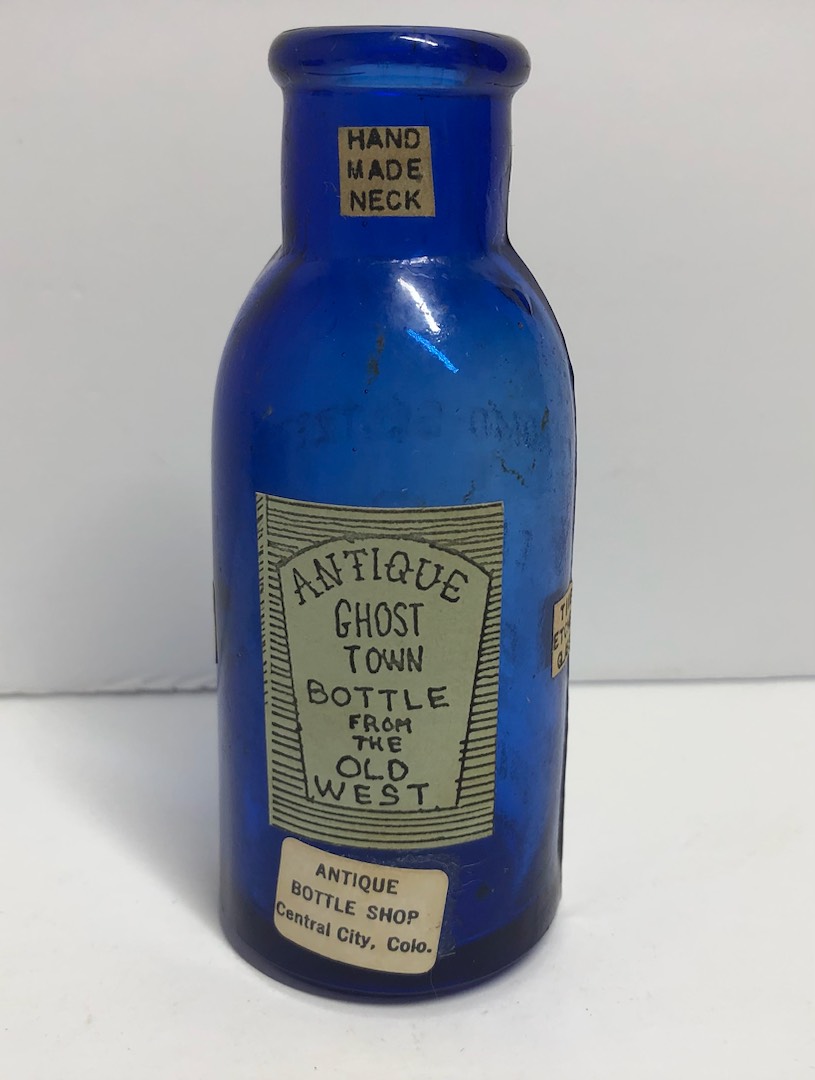 HAND
MADE
NECK
ANTIQUE
GHOST
TOWN
BOTTLE
FROM
THE
OLD
WEST
ANTIQUE
BOTTLE SHOP
Central City, Colo.